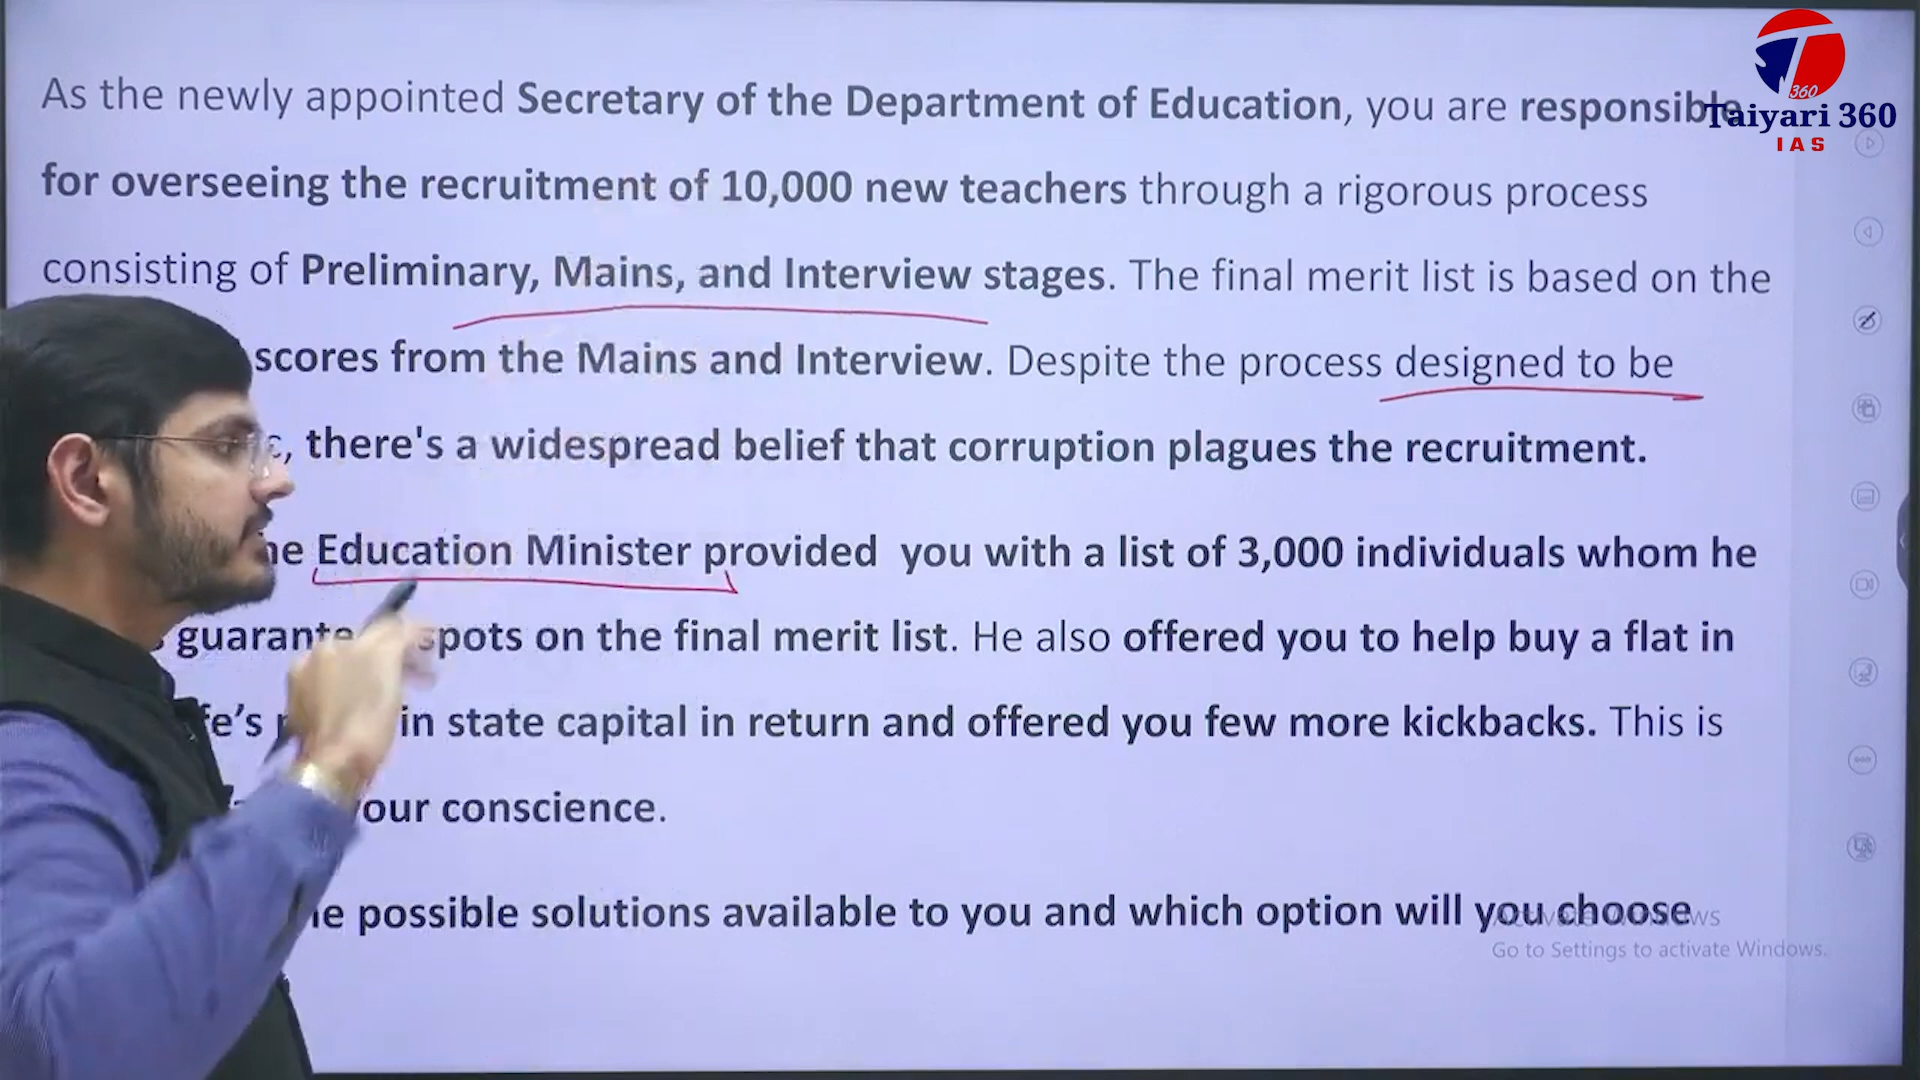 As the newly appointed Secretary of the Department of Education, you are responsible
for overseeing the recruitment of 10,000 new teachers through a rigorous process
consisting of Preliminary, Mains, and Interview stages. The final merit list is based on the
scores from the Mains and Interview. Despite the process designed to be
there's a widespread belief that corruption plagues the recruitment.
Education Minister provided you with a list of 3,000 individuals whom he
spots on the final merit list. He also offered you to help buy a flat in
in state capital in return and offered you few more kickbacks. This is
conscience.
possible solutions available to you and which option will you choose
360
Taiyari 360
IAS
Activate Windows
Go to Settings to activate Windows.